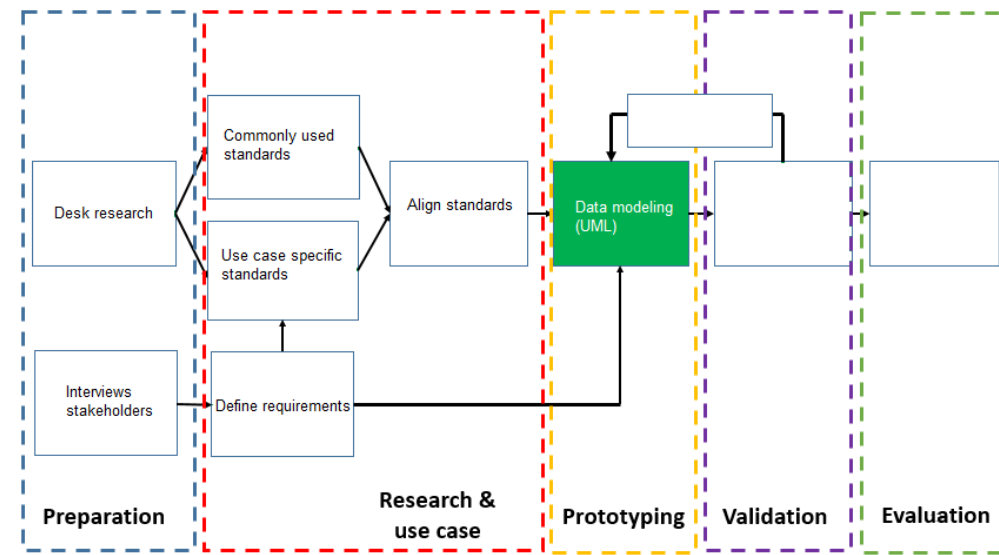 Commonly used
standards
Desk research
Align standards
Data modeling
(UML)
Use case specific
standards
Interviews
stakeholders
Define requirements
Preparation
Research &
use case
Prototyping
Validation
Evaluation